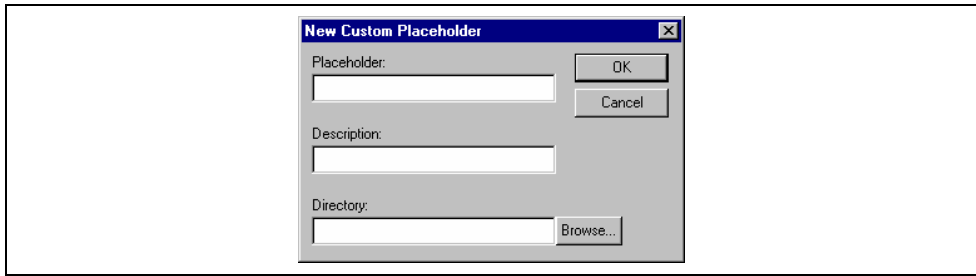 New Custom Placeholder
Placeholder:
OK
Cancel
Description:
Directory:
Browse...